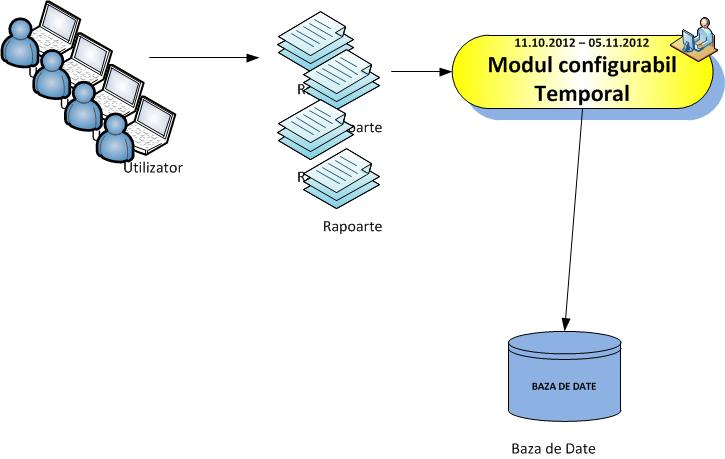 11.10.2012 – 05.11.2012
Modul configurabil
Temporal
Utilizator
Rapoarte
BAZA DE DATE
Baza de Date